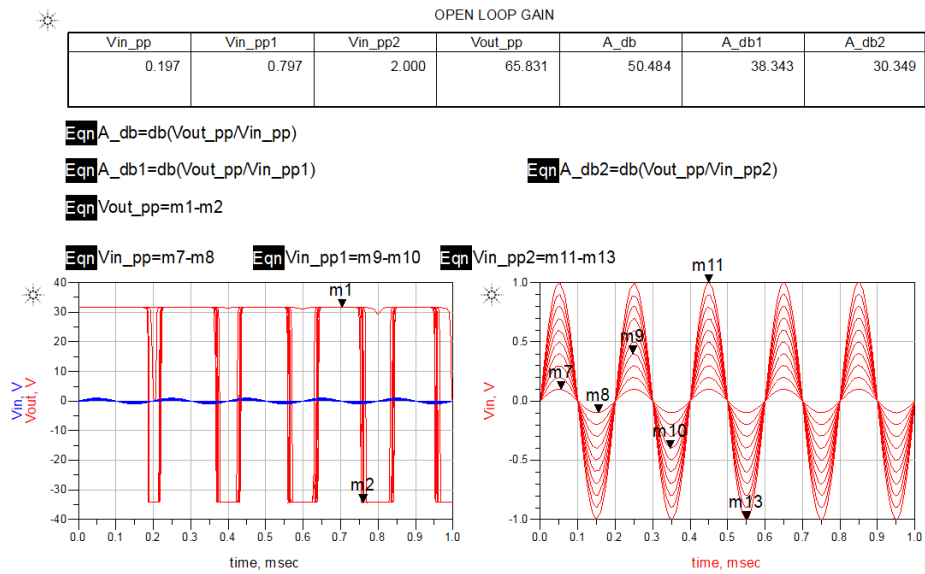 OPEN LOOP GAIN
Vin_pp Vin_pp1 Vin_pp2 Vout_pp A_db A_db1 A_db2
0.197 0.797 2.000 65.831 50.484 38.343 30.349
Eqn A_db=db(Vout_pp/Vin_pp)
Eqn A_db1=db(Vout_pp/Vin_pp1)
Eqn A_db2=db(Vout_pp/Vin_pp2)
Eqn Vout_pp=m1-m2
Eqn Vin_pp=m7-m8
Eqn Vin_pp1=m9-m10
Eqn Vin_pp2=m11-m13
40
30
20
10
0
-10
-20
-30
-40
Vin, V
Vout, V
m1
m2
0.0 0.1 0.2 0.3 0.4 0.5 0.6 0.7 0.8 0.9 1.0
time, msec
1.0
0.5
0.0
-0.5
-1.0
Vin, V
m11
m9
m7
m8
m10
m13
0.0 0.1 0.2 0.3 0.4 0.5 0.6 0.7 0.8 0.9 1.0
time, msec